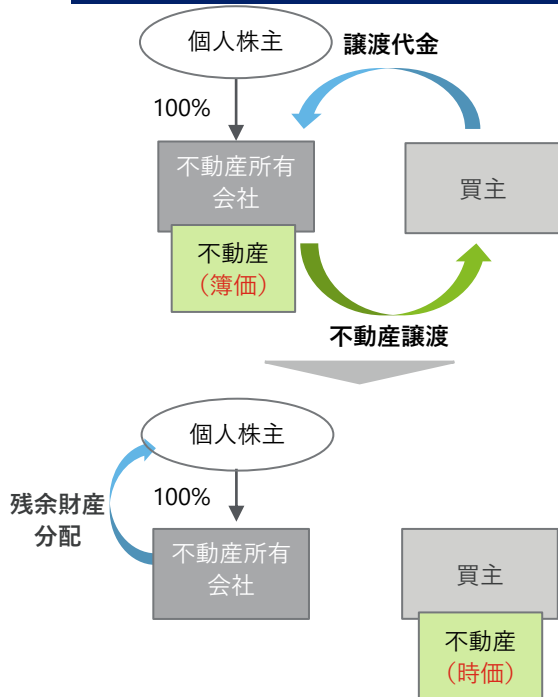 個人株主
譲渡代金
100%
不動産所有
会社
買主
不動産
（簿価）
不動産譲渡
個人株主
100%
残余財産
分配
不動産所有
会社
買主
不動産
（時価）